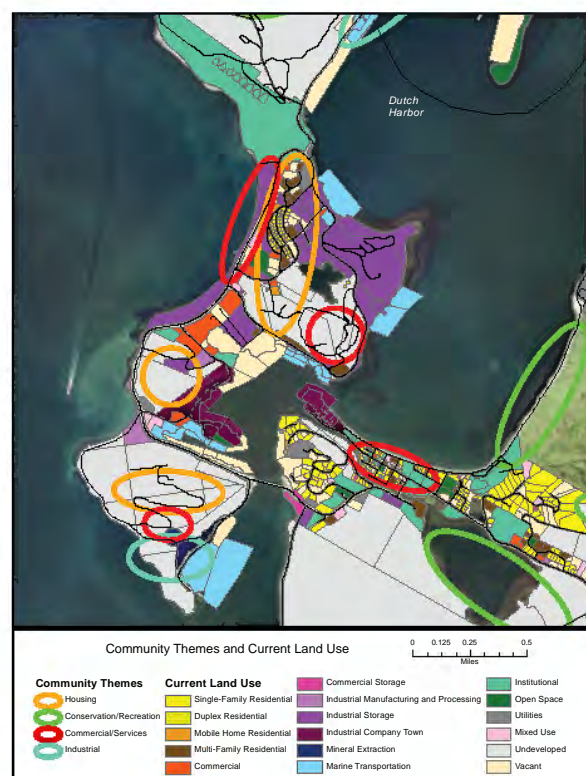 Dutch
Harbor
Community Themes and Current Land Use
0 0.125 0.25 0.5
Miles
Community Themes
Housing
Conservation/Recreation
Commercial/Services
Industrial
Current Land Use
Single-Family Residential
Duplex Residential
Mobile Home Residential
Multi-Family Residential
Commercial
Commercial Storage
Industrial Manufacturing and Processing
Industrial Storage
Industrial Company Town
Mineral Extraction
Marine Transportation
Institutional
Open Space
Utilities
Mixed Use
Undeveloped
Vacant